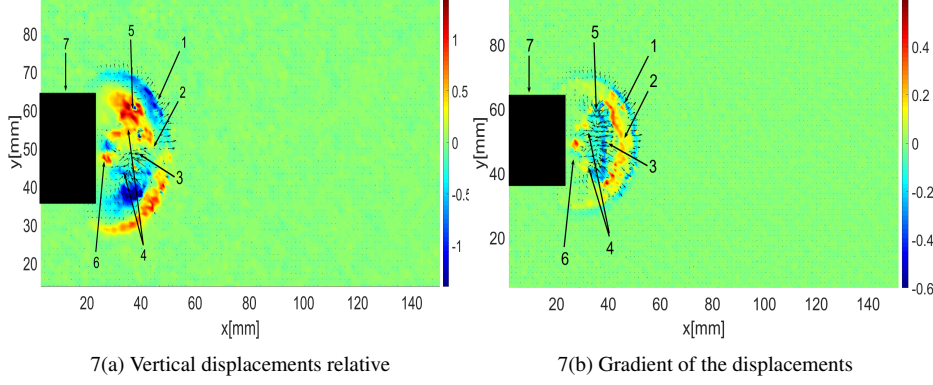 7 5 1 2 3 4 6
90 80 70 60 50 40 30 20
y[mm]
20 40 60 80 100 120 140
x[mm]
1 0.5 0 -0.5 -1
7(a) Vertical displacements relative
7 5 1 2 3 4 6
80 60 40 20
y[mm]
20 40 60 80 100 120 140
x[mm]
0.4 0.2 0 -0.2 -0.4 -0.6
7(b) Gradient of the displacements